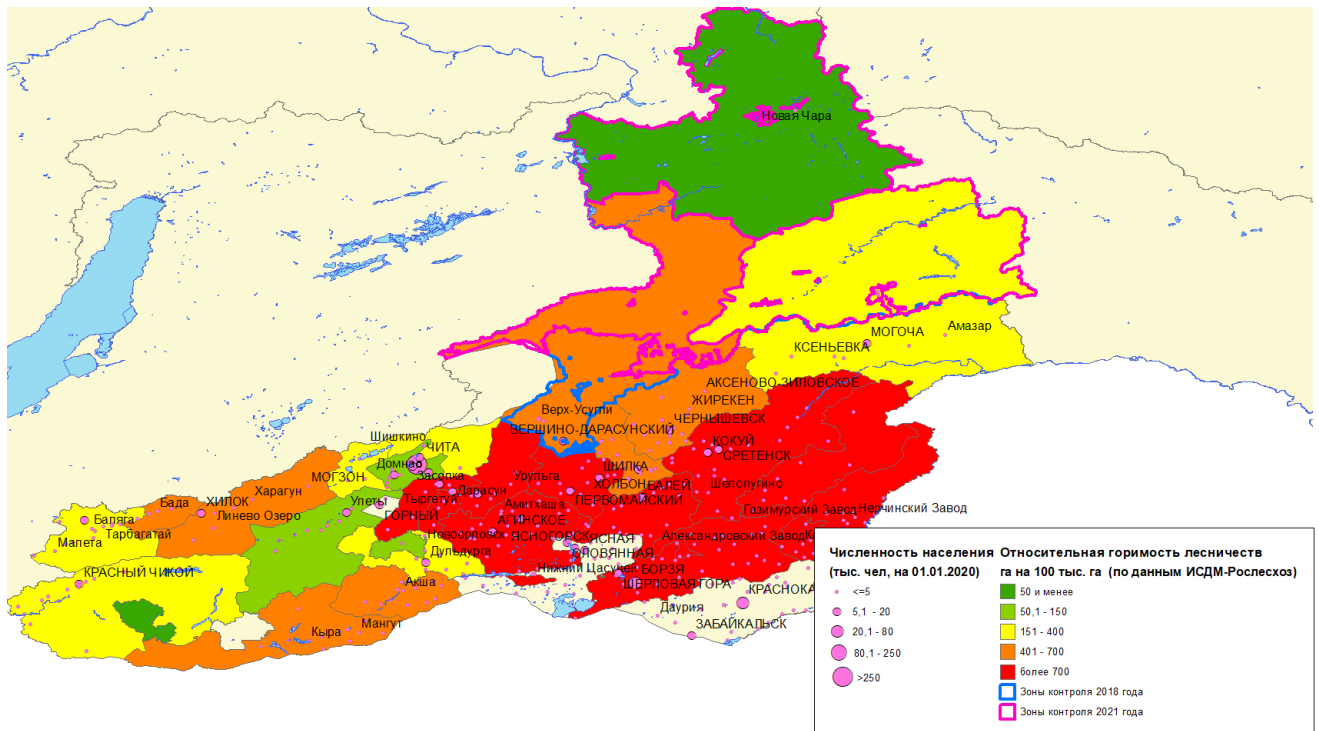 Новая Чара
МОГОЧА
Амазар
КСЕНЬЕВКА
АКСЕНОВО-ЗИЛОВСКОЕ
ЖИРЕКЕН
Верх-Усугли
ЧЕРНЫШЕВСК
ВЕРШИНО-ДАРАСУНСКИЙ
Шишкино
ЧИТА
КОКУЙ
СРЕТЕНСК
Домна
Засопка
ШИЛКА
МОГЗОН
Урульга
ХОЛБОН
БАЛЕЙ
Шелопугино
Харагун
Тыргетуй
Дарасун
ПЕРВОМАЙСКИЙ
Бада
ХИЛОК
Улеты
Амитхаша
Газимурский Завод
Нерчинский Завод
Баляга
Линево Озеро
ГОРНЫЙ
АГИНСКОЕ
Тарбагатай
Новоорловск
ЯСНОГОРСК
ЯСНАЯ
Александровский Завод
Малета
Дульдурга
ОЛОВЯННАЯ
КРАСНЫЙ ЧИКОЙ
Нижний Цасучей
БОРЗЯ
Акша
ШЕРЛОВАЯ ГОРА
КРАСНОКА
Даурия
Мангут
Кыра
ЗАБАЙКАЛЬСК
Численность населения
(тыс. чел, на 01.01.2020)
<=5
5,1 - 20
20,1 - 80
80,1 - 250
>250
Относительная горимость лесничеств
га на 100 тыс. га (по данным ИСДМ-Рослесхоз)
50 и менее
50,1 - 150
151 - 400
401 - 700
более 700
Зоны контроля 2018 года
Зоны контроля 2021 года